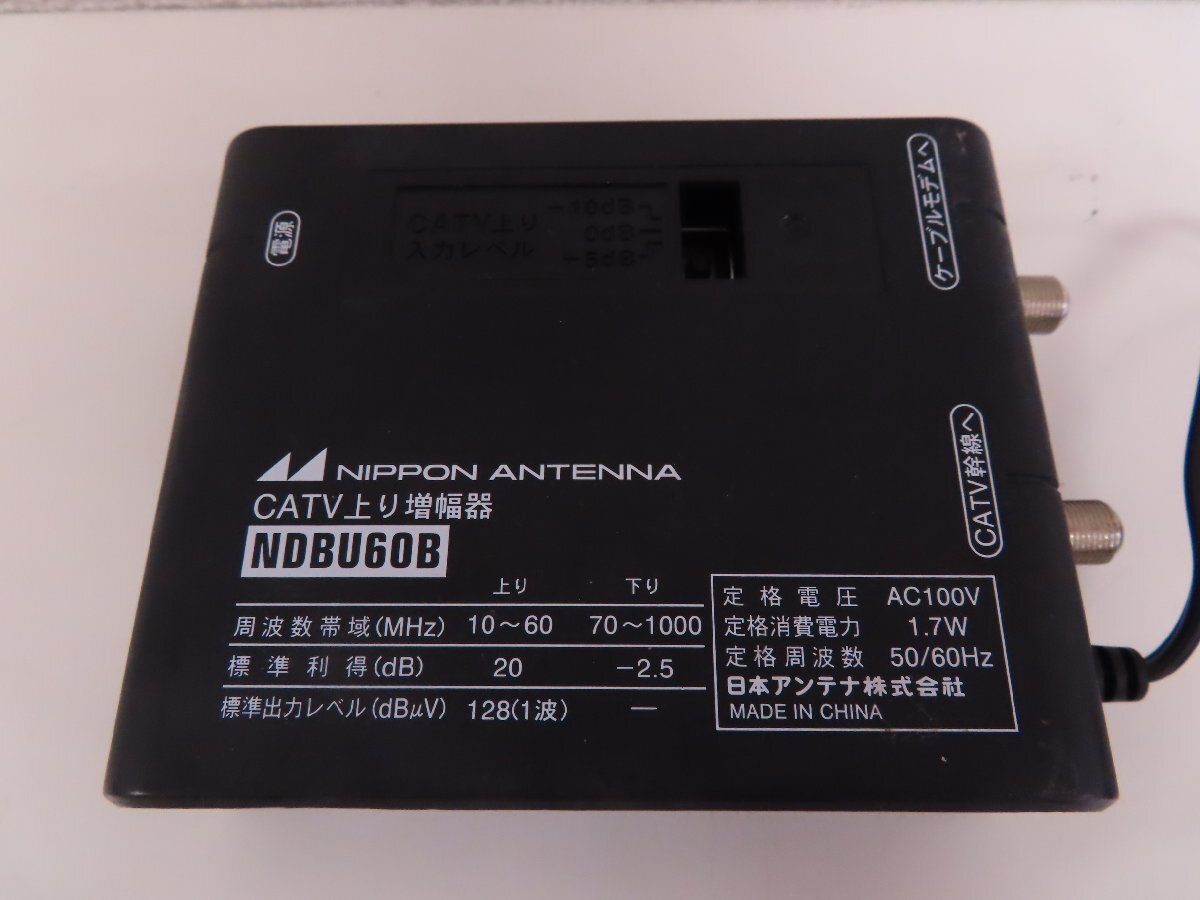 電源
CATV上り
入力レベル
-10dB
0dB
-5dB
ケーブルモデムへ
CATV幹線へ
NIPPON ANTENNA
CATV上り増幅器
NDBU60B
上り 下り
周波数帯域(MHz) 10～60 70～1000
標準利得(dB) 20 -2.5
標準出力レベル(dBμV) 128(1波) —
定格電圧 AC100V
定格消費電力 1.7W
定格周波数 50/60Hz
日本アンテナ株式会社
MADE IN CHINA